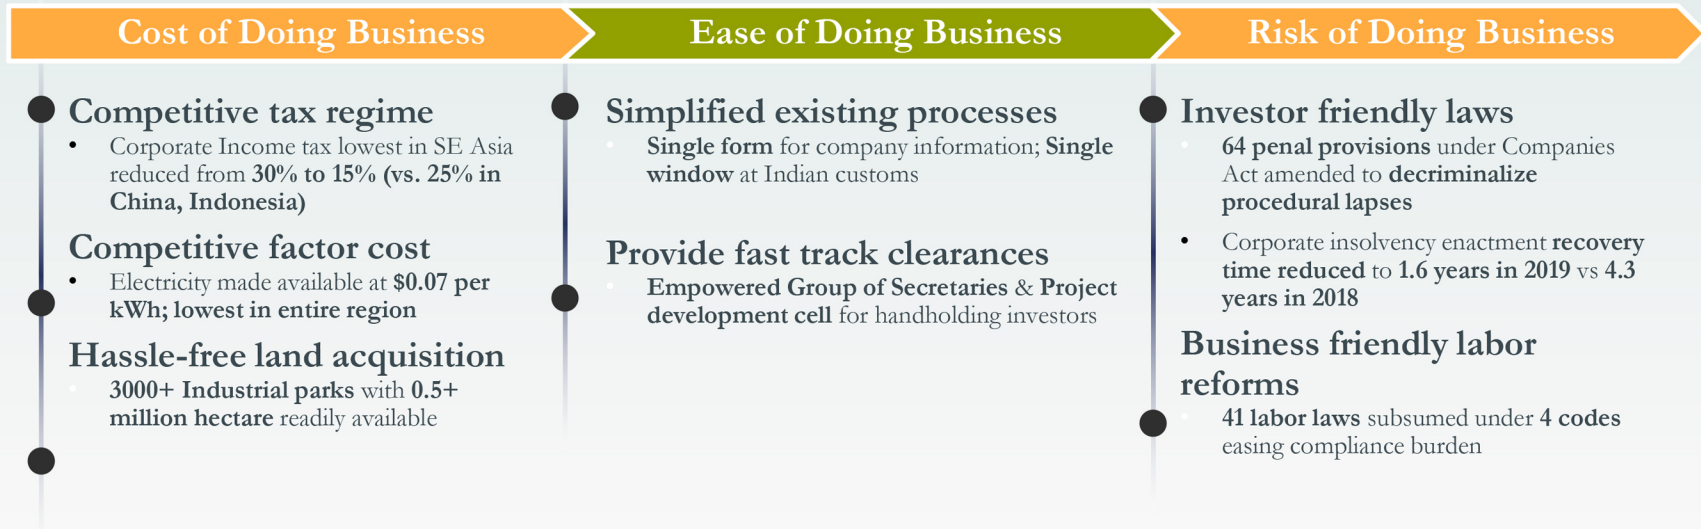 Cost of Doing Business
Competitive tax regime
• Corporate Income tax lowest in SE Asia
reduced from 30% to 15% (vs. 25% in
China, Indonesia)
Competitive factor cost
• Electricity made available at $0.07 per
kWh; lowest in entire region
Hassle-free land acquisition
• 3000+ Industrial parks with 0.5+
million hectare readily available
Ease of Doing Business
Simplified existing processes
• Single form for company information; Single
window at Indian customs
Provide fast track clearances
• Empowered Group of Secretaries & Project
development cell for handholding investors
Risk of Doing Business
Investor friendly laws
• 64 penal provisions under Companies
Act amended to decriminalize
procedural lapses
• Corporate insolvency enactment recovery
time reduced to 1.6 years in 2019 vs 4.3
years in 2018
Business friendly labor
reforms
• 41 labor laws subsumed under 4 codes
easing compliance burden